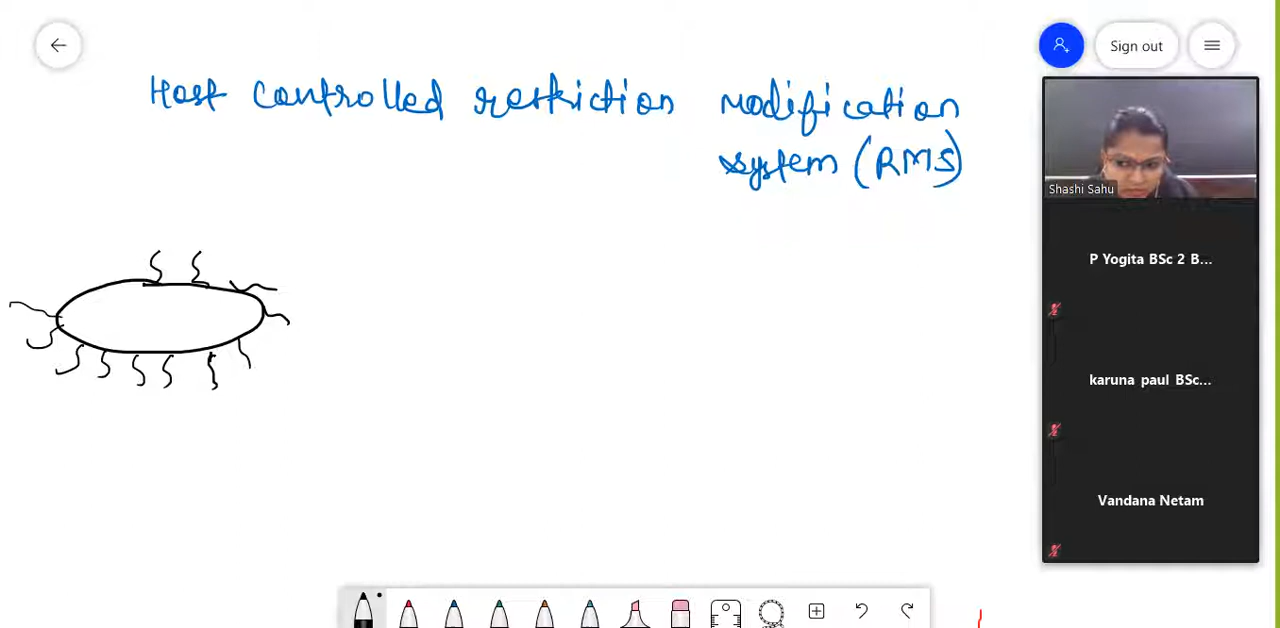 Sign out
Host controlled restriction modification
system (RMS)
Shashi Sahu
P Yogita BSc 2 B...
karuna paul BSc...
Vandana Netam